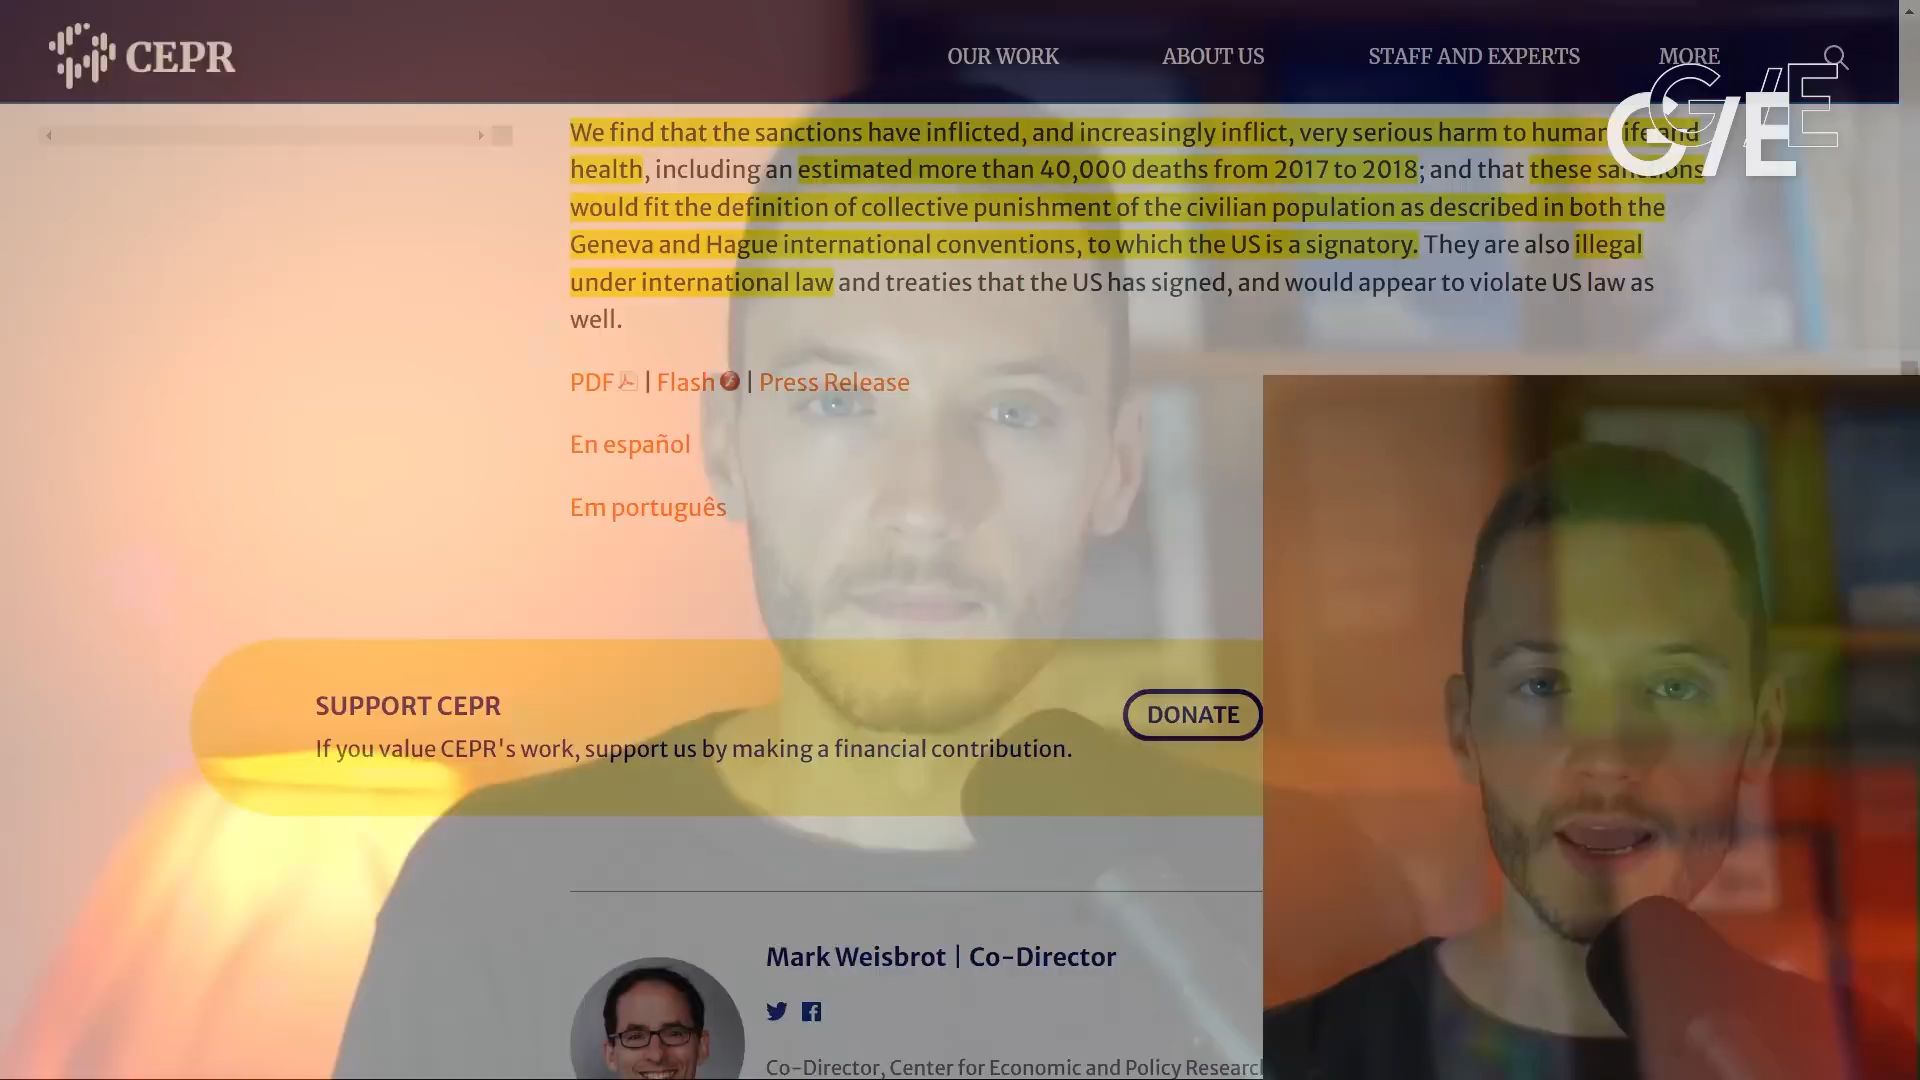 CEPR
OUR WORK
ABOUT US
STAFF AND EXPERTS
MORE
G/E
G/E
We find that the sanctions have inflicted, and increasingly inflict, very serious harm to human life and
health, including an estimated more than 40,000 deaths from 2017 to 2018; and that these sanctions
would fit the definition of collective punishment of the civilian population as described in both the
Geneva and Hague international conventions, to which the US is a signatory. They are also illegal
under international law and treaties that the US has signed, and would appear to violate US law as
well.
PDF | Flash | Press Release
En español
Em português
SUPPORT CEPR
If you value CEPR's work, support us by making a financial contribution.
DONATE
Mark Weisbrot | Co-Director
Co-Director, Center for Economic and Policy Research